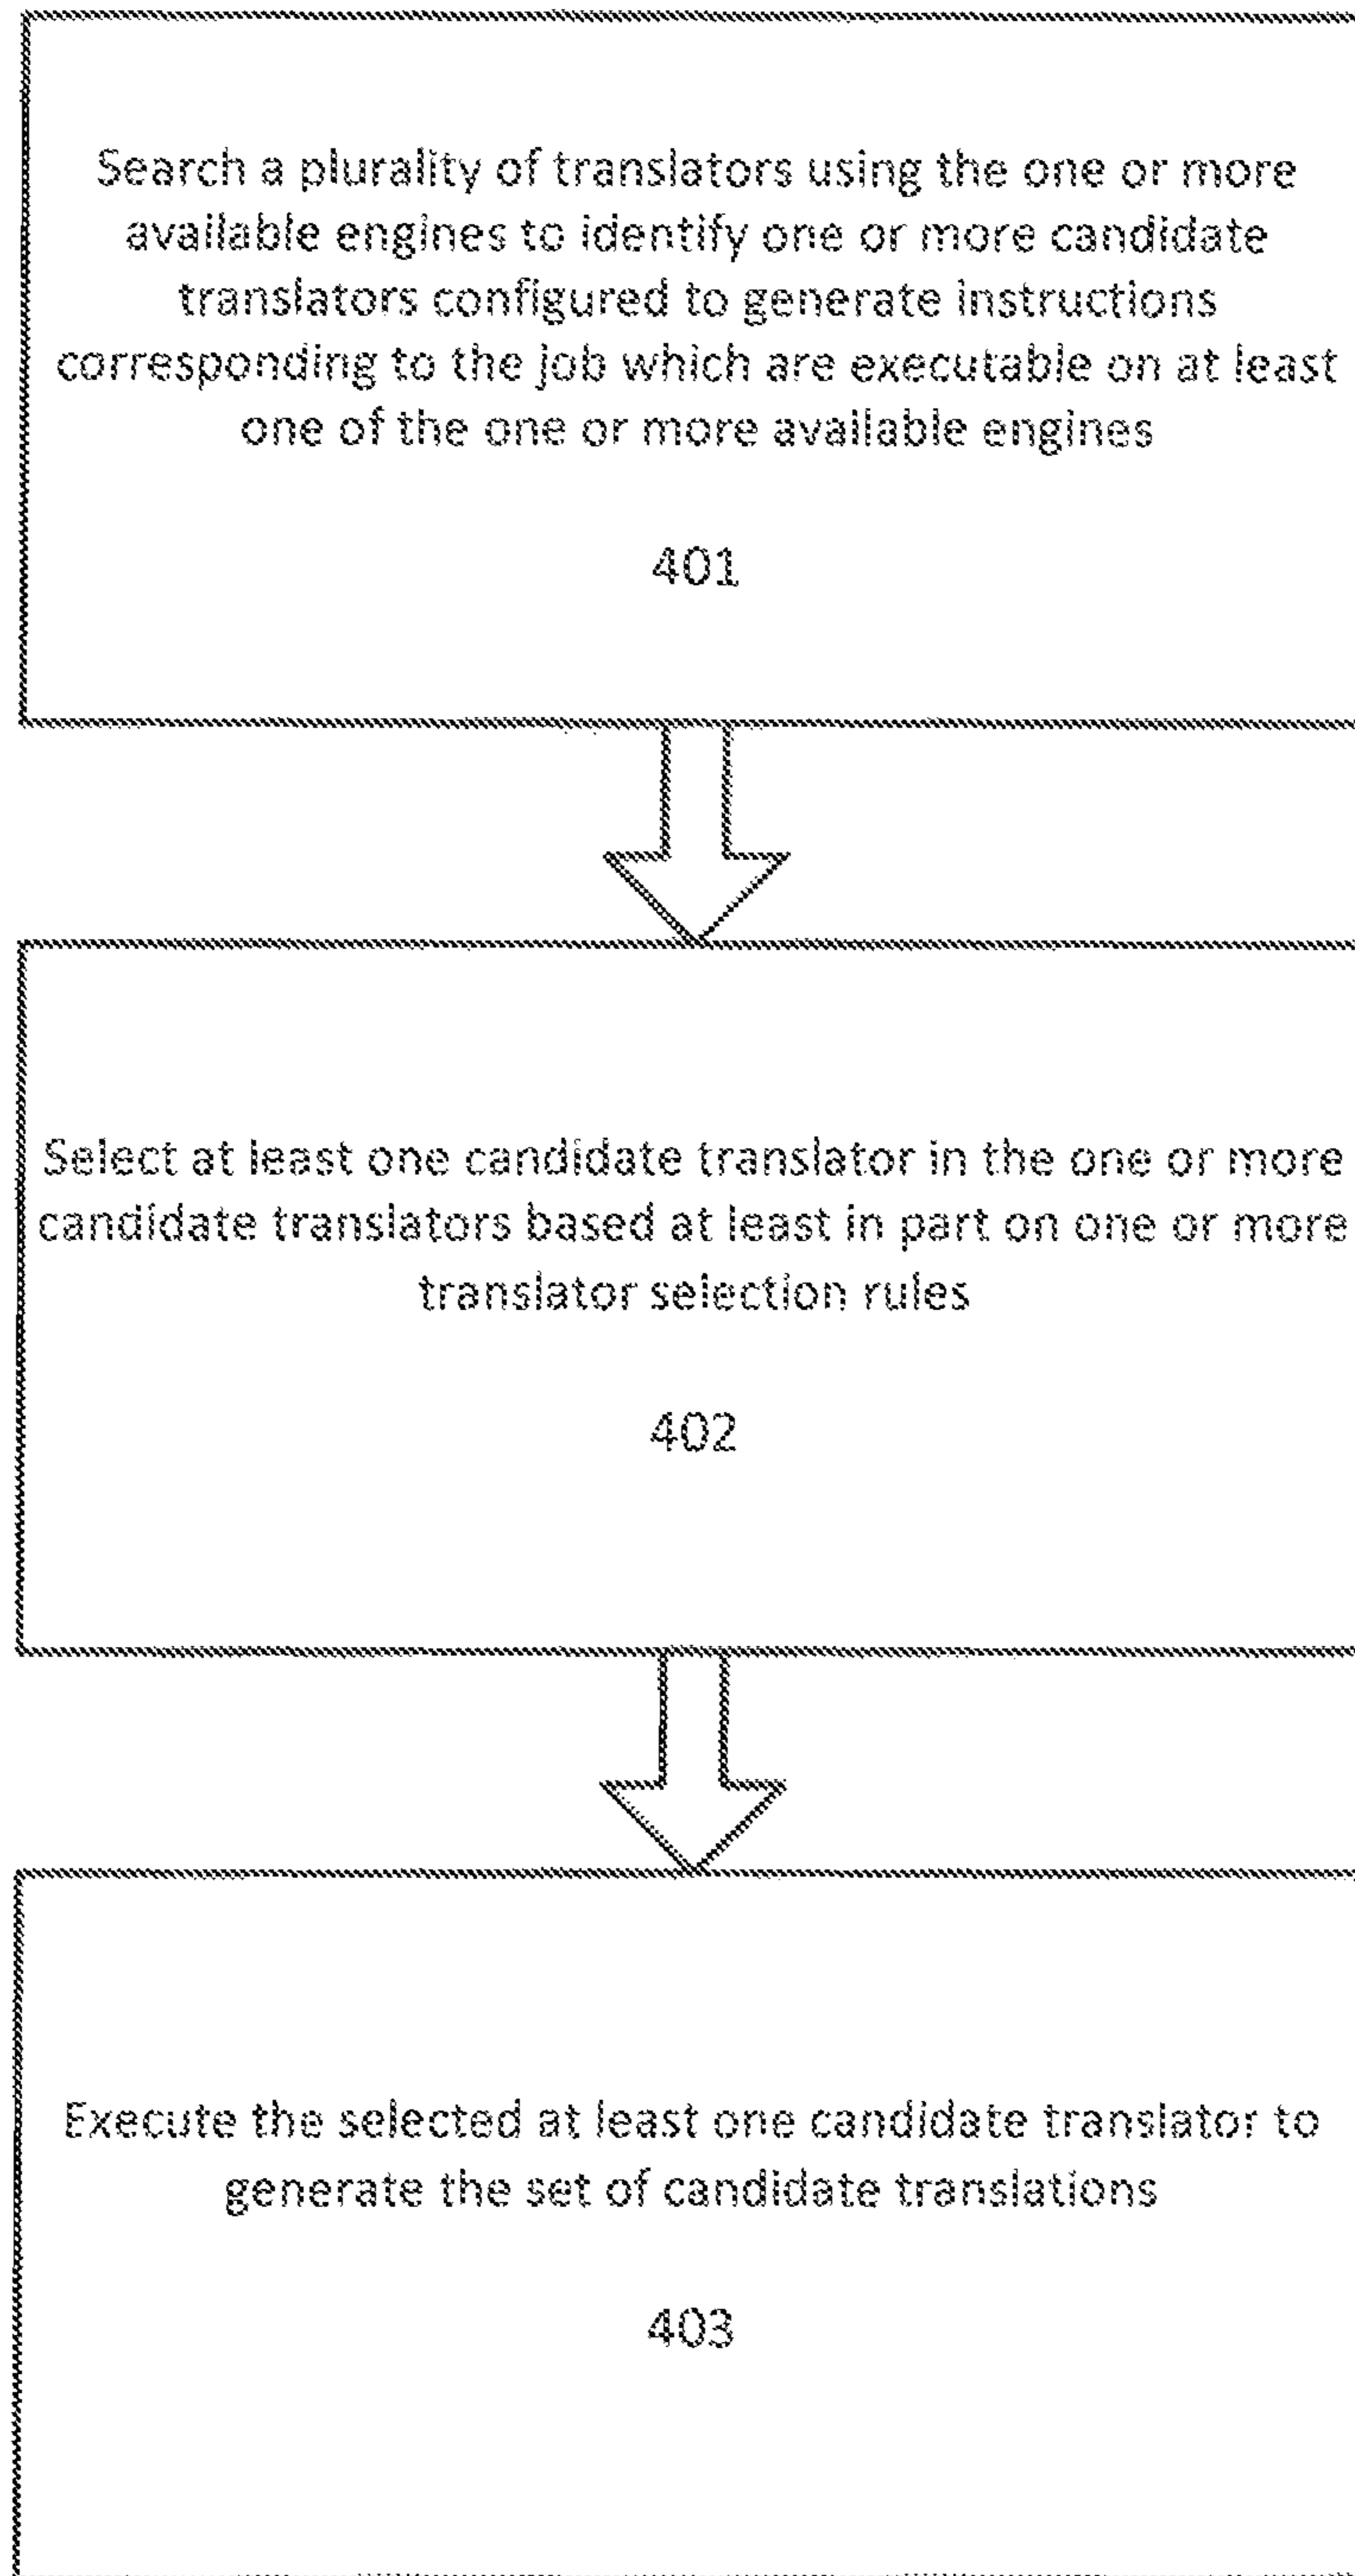 Search a plurality of translators using the one or more
available engines to identify one or more candidate
translators configured to generate instructions
corresponding to the job which are executable on at least
one of the one or more available engines
401
Select at least one candidate translator in the one or more
candidate translators based at least in part on one or more
translator selection rules
402
Execute the selected at least one candidate translator to
generate the set of candidate translations
403